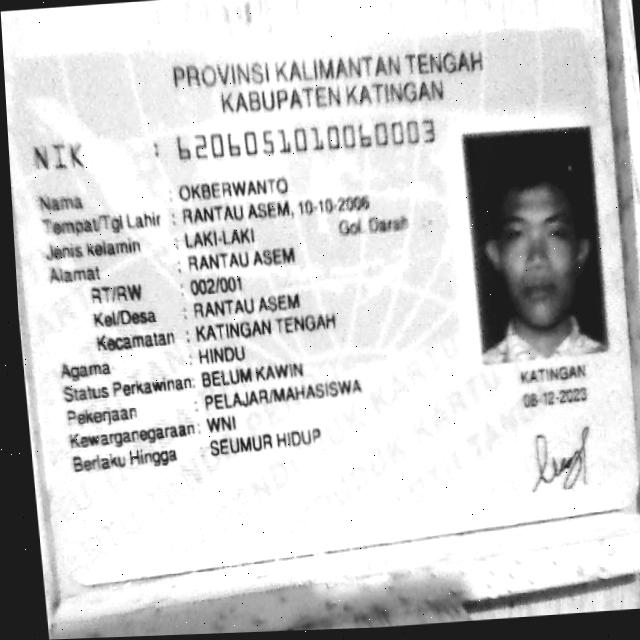 PROVINSI KALIMANTAN TENGAH
KABUPATEN KATINGAN
NIK : 6206051010060003
Nama : OKBERWANTO
Tempat/Tgl Lahir : RANTAU ASEM, 10-10-2006
Jenis kelamin : LAKI-LAKI Gol. Darah
Alamat : RANTAU ASEM
RT/RW : 002/001
Kel/Desa : RANTAU ASEM
Kecamatan : KATINGAN TENGAH
Agama : HINDU
Status Perkawinan: BELUM KAWIN
Pekerjaan : PELAJAR/MAHASISWA
Kewarganegaraan: WNI
Berlaku Hingga : SEUMUR HIDUP
KATINGAN
08-12-2023